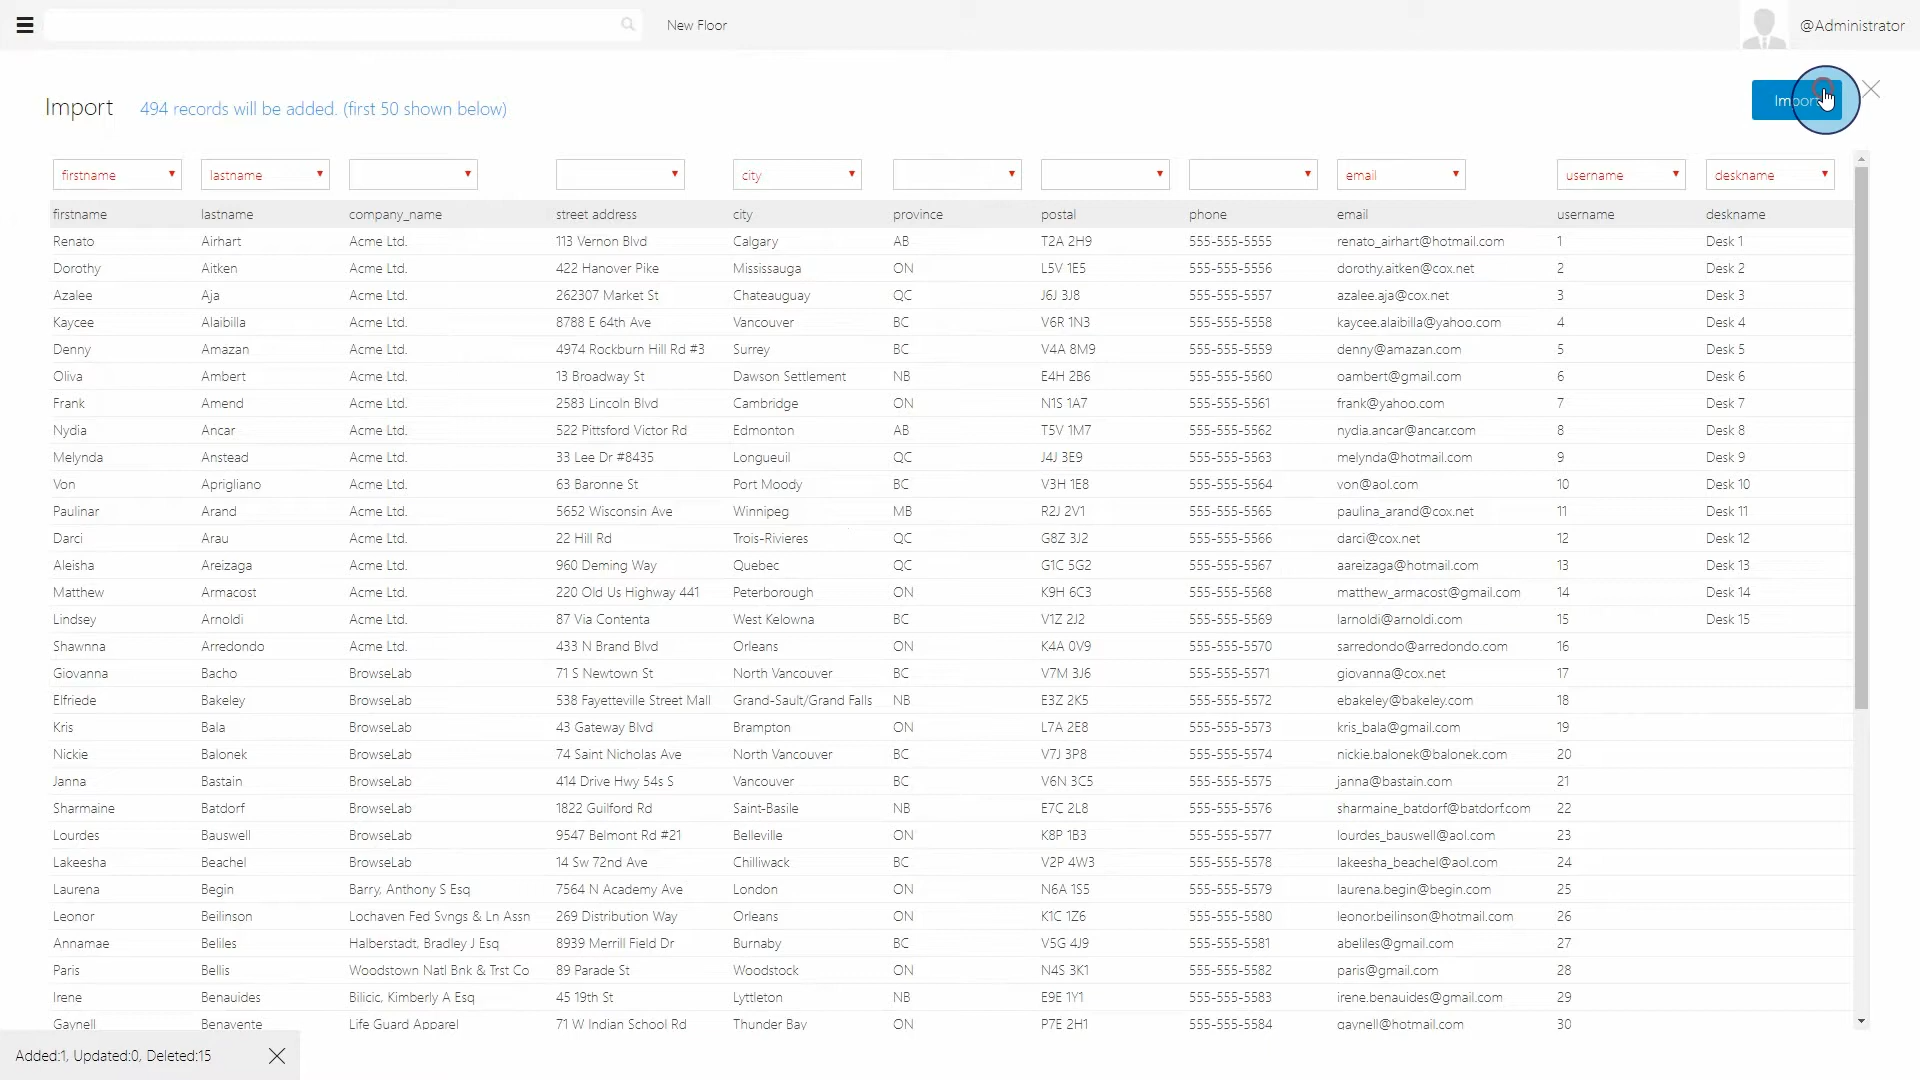 New Floor
@Administrator
Import 494 records will be added. (first 50 shown below)
Import
firstname lastname city email username deskname
firstname lastname company_name street address city province postal phone email username deskname
Renato Airhart Acme Ltd. 113 Vernon Blvd Calgary AB T2A 2H9 555-555-5555 renato_airhart@hotmail.com 1 Desk 1
Dorothy Aitken Acme Ltd. 422 Hanover Pike Mississauga ON L5V 1E5 555-555-5556 dorothy.aitken@cox.net 2 Desk 2
Azalee Aja Acme Ltd. 262307 Market St Chateauguay QC J6J 3J8 555-555-5557 azalee.aja@cox.net 3 Desk 3
Kaycee Alaibilla Acme Ltd. 8788 E 64th Ave Vancouver BC V6R 1N3 555-555-5558 kaycee.alaibilla@yahoo.com 4 Desk 4
Denny Amazan Acme Ltd. 4974 Rockburn Hill Rd #3 Surrey BC V4A 8M9 555-555-5559 denny@amazan.com 5 Desk 5
Oliva Ambert Acme Ltd. 13 Broadway St Dawson Settlement NB E4H 2B6 555-555-5560 oambert@gmail.com 6 Desk 6
Frank Amend Acme Ltd. 2583 Lincoln Blvd Cambridge ON N1S 1A7 555-555-5561 frank@yahoo.com 7 Desk 7
Nydia Ancar Acme Ltd. 522 Pittsford Victor Rd Edmonton AB T5V 1M7 555-555-5562 nydia.ancar@ancar.com 8 Desk 8
Melynda Anstead Acme Ltd. 33 Lee Dr #8435 Longueuil QC J4J 3E9 555-555-5563 melynda@hotmail.com 9 Desk 9
Von Aprigliano Acme Ltd. 63 Baronne St Port Moody BC V3H 1E8 555-555-5564 von@aol.com 10 Desk 10
Paulinar Arand Acme Ltd. 5652 Wisconsin Ave Winnipeg MB R2J 2V1 555-555-5565 paulina_arand@cox.net 11 Desk 11
Darci Arau Acme Ltd. 22 Hill Rd Trois-Rivieres QC G8Z 3J2 555-555-5566 darci@cox.net 12 Desk 12
Aleisha Areizaga Acme Ltd. 960 Deming Way Quebec QC G1C 5G2 555-555-5567 aareizaga@hotmail.com 13 Desk 13
Matthew Armacost Acme Ltd. 220 Old Us Highway 441 Peterborough ON K9H 6C3 555-555-5568 matthew_armacost@gmail.com 14 Desk 14
Lindsey Arnoldi Acme Ltd. 87 Via Contenta West Kelowna BC V1Z 2J2 555-555-5569 larnoldi@arnoldi.com 15 Desk 15
Shawnna Arredondo Acme Ltd. 433 N Brand Blvd Orleans ON K4A 0V9 555-555-5570 sarredondo@arredondo.com 16
Giovanna Bacho BrowseLab 71 S Newtown St North Vancouver BC V7M 3J6 555-555-5571 giovanna@cox.net 17
Elfriede Bakeley BrowseLab 538 Fayetteville Street Mall Grand-Sault/Grand Falls NB E3Z 2K5 555-555-5572 ebakeley@bakeley.com 18
Kris Bala BrowseLab 43 Gateway Blvd Brampton ON L7A 2E8 555-555-5573 kris_bala@gmail.com 19
Nickie Balonek BrowseLab 74 Saint Nicholas Ave North Vancouver BC V7J 3P8 555-555-5574 nickie.balonek@balonek.com 20
Janna Bastain BrowseLab 414 Drive Hwy 54s S Vancouver BC V6N 3C5 555-555-5575 janna@bastain.com 21
Sharmaine Batdorf BrowseLab 1822 Guilford Rd Saint-Basile NB E7C 2L8 555-555-5576 sharmaine_batdorf@batdorf.com 22
Lourdes Bauswell BrowseLab 9547 Belmont Rd #21 Belleville ON K8P 1B3 555-555-5577 lourdes_bauswell@aol.com 23
Lakeesha Beachel BrowseLab 14 Sw 72nd Ave Chilliwack BC V2P 4W3 555-555-5578 lakeesha_beachel@aol.com 24
Laurena Begin Barry, Anthony S Esq 7564 N Academy Ave London ON N6A 1S5 555-555-5579 laurena.begin@begin.com 25
Leonor Beilinson Lochaven Fed Svngs & Ln Assn 269 Distribution Way Orleans ON K1C 1Z6 555-555-5580 leonor.beilinson@hotmail.com 26
Annamae Beliles Halberstadt, Bradley J Esq 8939 Merrill Field Dr Burnaby BC V5G 4J9 555-555-5581 abeliles@gmail.com 27
Paris Bellis Woodstown Natl Bnk & Trst Co 89 Parade St Woodstock ON N4S 3K1 555-555-5582 paris@gmail.com 28
Irene Benauides Bilicic, Kimberly A Esq 45 19th St Lyttleton NB E9E 1Y1 555-555-5583 irene.benauides@gmail.com 29
Gaynell Benavente Life Guard Apparel 71 W Indian School Rd Thunder Bay ON P7E 2H1 555-555-5584 gaynell@hotmail.com 30
Added:1, Updated:0, Deleted:15